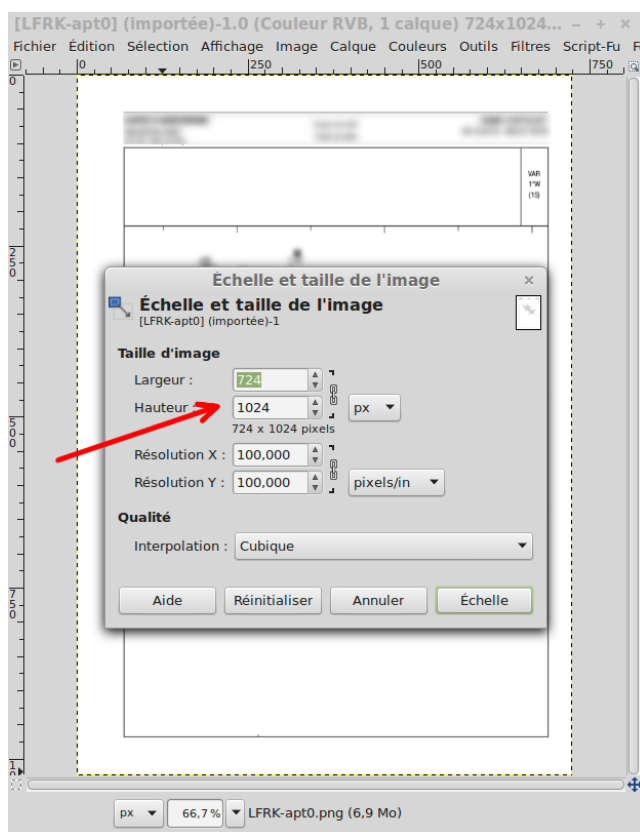 [LFRK-apt0] (importée)-1.0 (Couleur RVB, 1 calque) 724x1024... – + ×
Fichier Édition Sélection Affichage Image Calque Couleurs Outils Filtres Script-Fu F
0 250 500 750
0
VAR
1°W
(15)
250
Échelle et taille de l'image ×
Échelle et taille de l'image
[LFRK-apt0] (importée)-1
Taille d'image
Largeur : 724
Hauteur : 1024 px
724 x 1024 pixels
500
Résolution X : 100,000
Résolution Y : 100,000 pixels/in
Qualité
Interpolation : Cubique
750
Aide Réinitialiser Annuler Échelle
px 66,7 % LFRK-apt0.png (6,9 Mo)